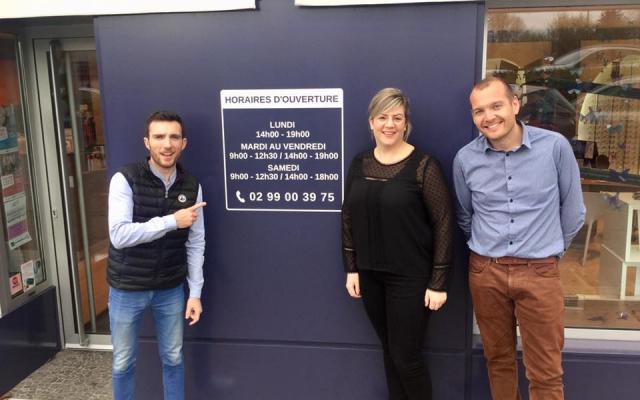 HORAIRES D'OUVERTURE
LUNDI
14h00 - 19h00
MARDI AU VENDREDI
9h00 - 12h30 / 14h00 - 19h00
SAMEDI
9h00 - 12h30 / 14h00 - 18h00
02 99 00 39 75